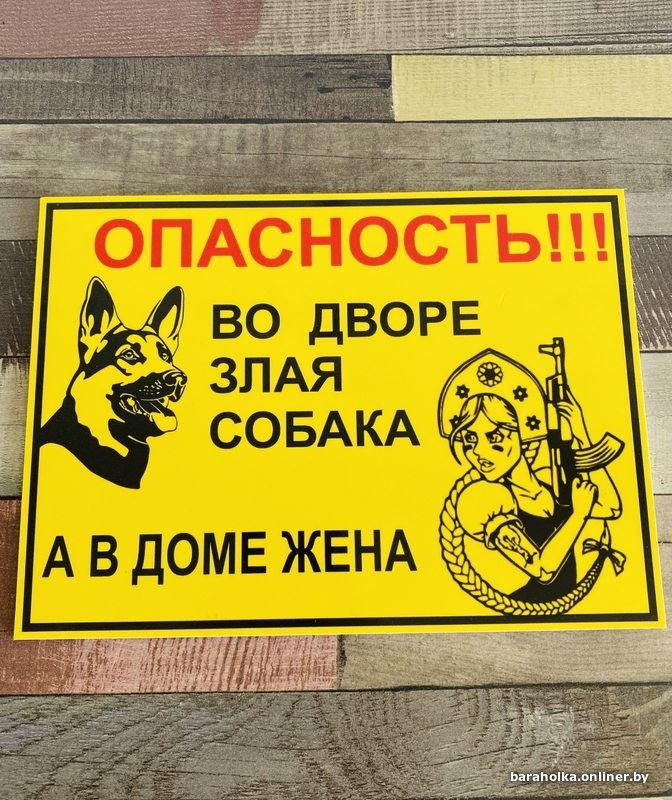 ОПАСНОСТЬ!!!
ВО ДВОРЕ
ЗЛАЯ
СОБАКА
А В ДОМЕ ЖЕНА
baraholka.onliner.by